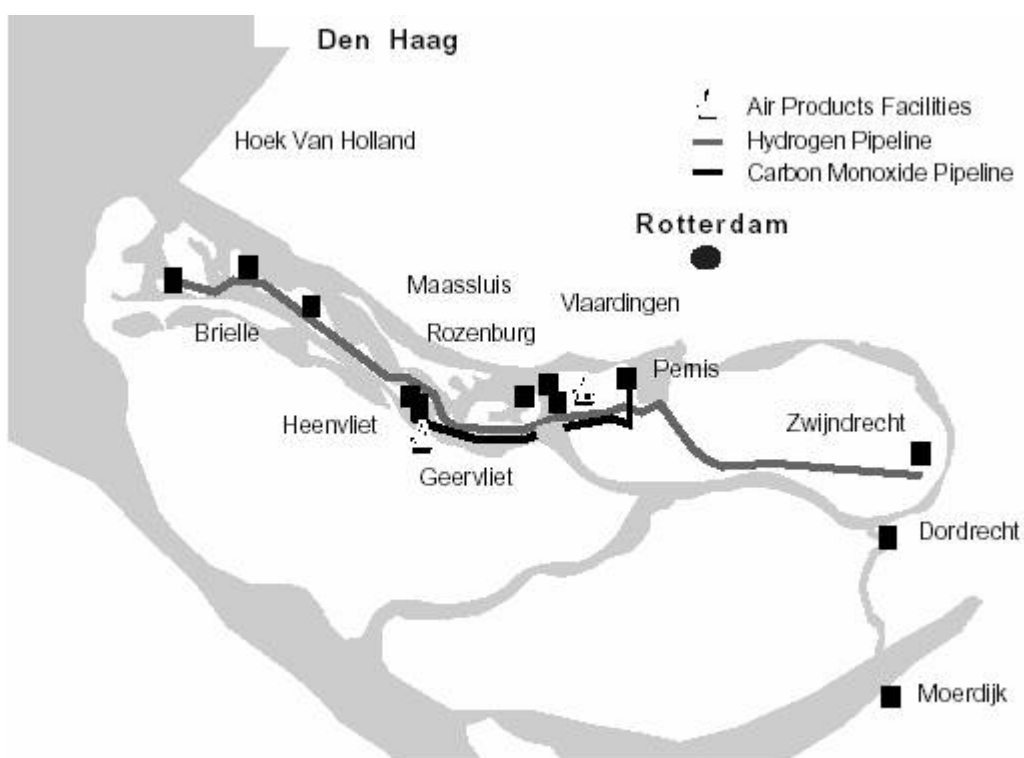 Den Haag
Air Products Facilities
Hoek Van Holland
Hydrogen Pipeline
Carbon Monoxide Pipeline
Rotterdam
Maassluis
Vlaardingen
Brielle
Rozenburg
Pernis
Heenvliet
Zwijndrecht
Geervliet
Dordrecht
Moerdijk